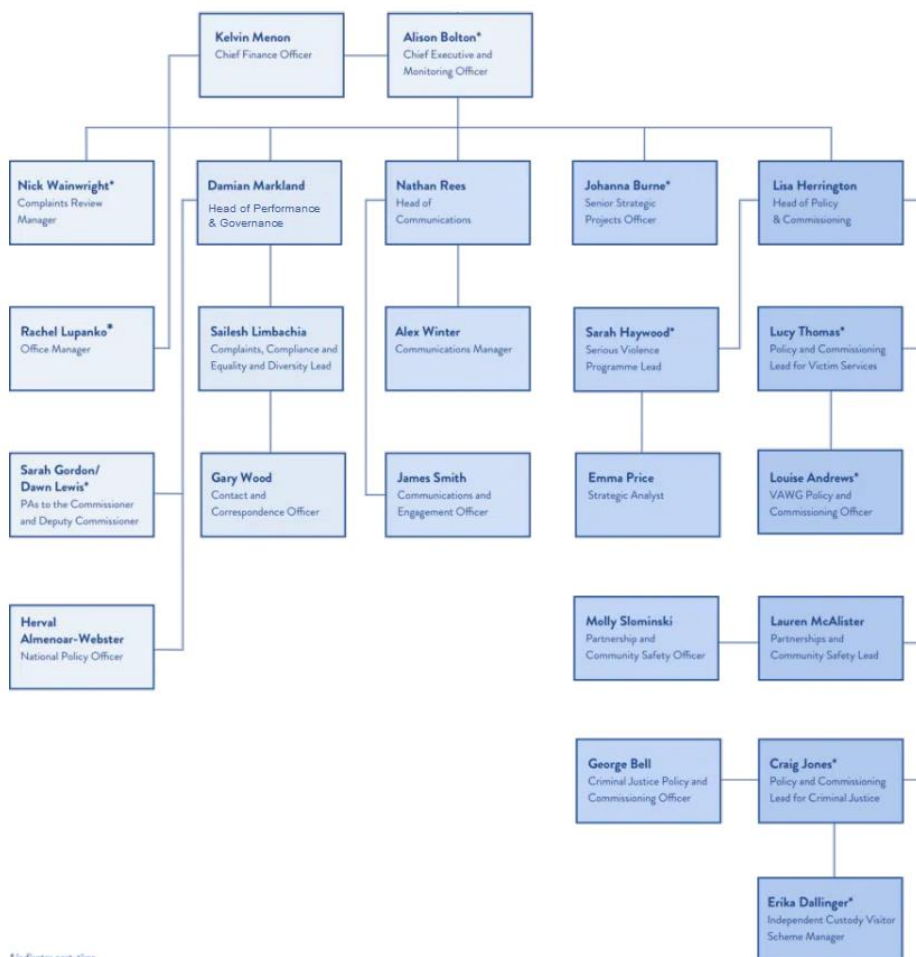 Kelvin Menon
Chief Finance Officer
Alison Bolton*
Chief Executive and
Monitoring Officer
Nick Wainwright*
Complaints Review
Manager
Damian Markland
Head of Performance
& Governance
Nathan Rees
Head of
Communications
Johanna Burne*
Senior Strategic
Projects Officer
Lisa Herrington
Head of Policy
& Commissioning
Rachel Lupanko*
Office Manager
Sailesh Limbachia
Complaints, Compliance and
Equality and Diversity Lead
Alex Winter
Communications Manager
Sarah Haywood*
Serious Violence
Programme Lead
Lucy Thomas*
Policy and Commissioning
Lead for Victim Services
Sarah Gordon/
Dawn Lewis*
PAs to the Commissioner
and Deputy Commissioner
Gary Wood
Contact and
Correspondence Officer
James Smith
Communications and
Engagement Officer
Emma Price
Strategic Analyst
Louise Andrews*
VAWG Policy and
Commissioning Officer
Herval
Almenoar-Webster
National Policy Officer
Molly Slominski
Partnership and
Community Safety Officer
Lauren McAlister
Partnerships and
Community Safety Lead
George Bell
Criminal Justice Policy and
Commissioning Officer
Craig Jones*
Policy and Commissioning
Lead for Criminal Justice
Erika Dallinger*
Independent Custody Visitor
Scheme Manager